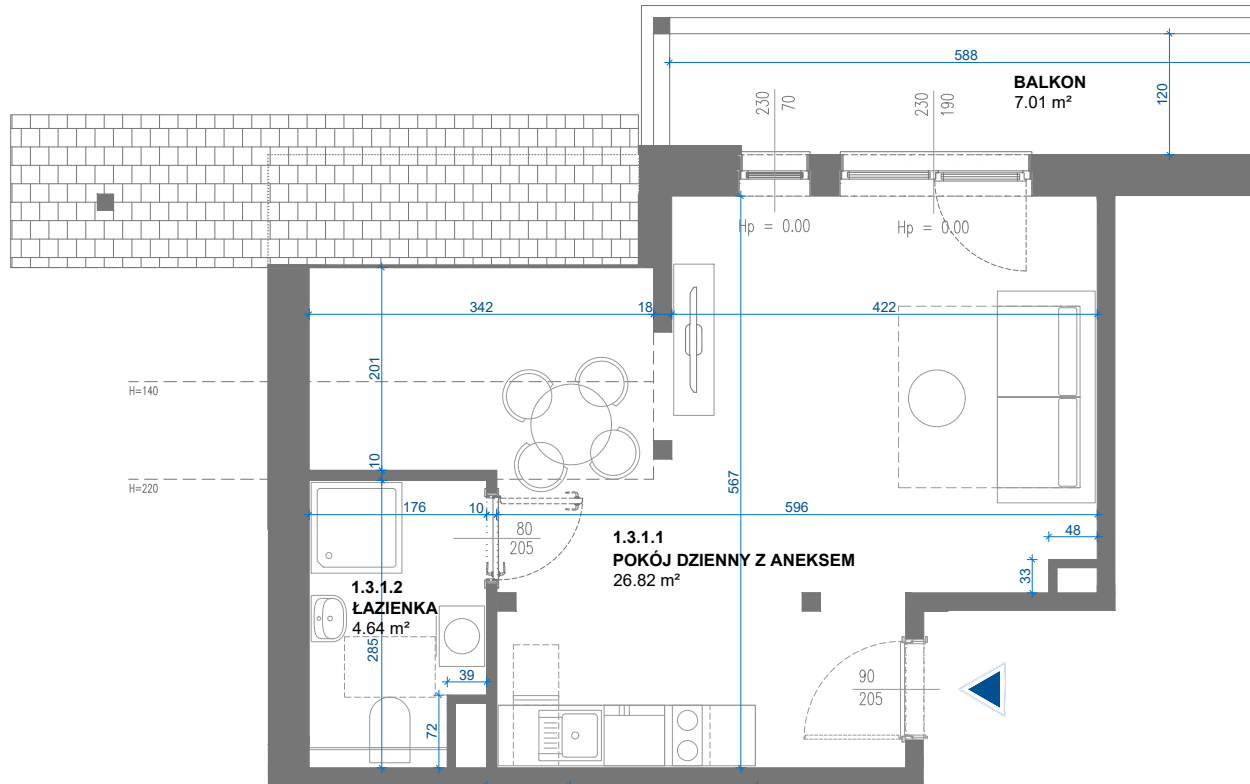 588
BALKON
7.01 m²
120
230
70
230
190
Hp = 0.00
Hp = 0.00
342
18
422
201
H=140
10
H=220
567
176
10
596
80
205
1.3.1.1
POKÓJ DZIENNY Z ANEKSEM
26.82 m²
48
33
1.3.1.2
ŁAZIENKA
4.64 m²
285
39
72
90
205